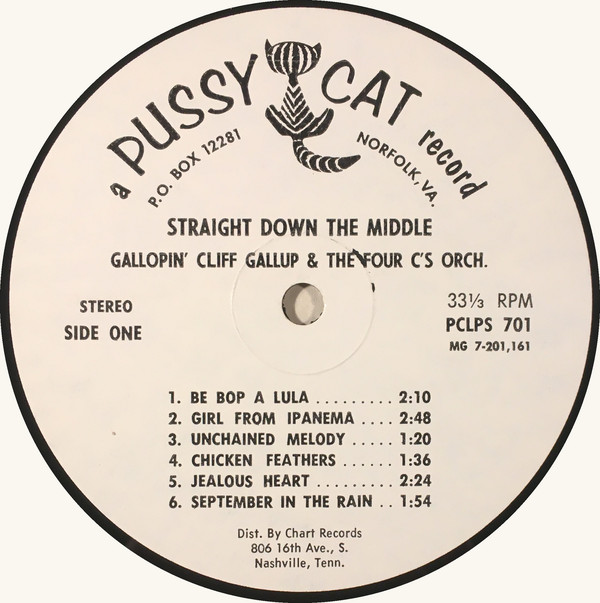 a PUSSY CAT record
P.O. BOX 12281 NORFOLK, VA.
STRAIGHT DOWN THE MIDDLE
GALLOPIN' CLIFF GALLUP & THE FOUR C'S ORCH.
STEREO
SIDE ONE
33⅓ RPM
PCLPS 701
MG 7-201,161
1. BE BOP A LULA ......... 2:10
2. GIRL FROM IPANEMA .... 2:48
3. UNCHAINED MELODY ..... 1:20
4. CHICKEN FEATHERS ...... 1:36
5. JEALOUS HEART ......... 2:24
6. SEPTEMBER IN THE RAIN .. 1:54
Dist. By Chart Records
806 16th Ave., S.
Nashville, Tenn.